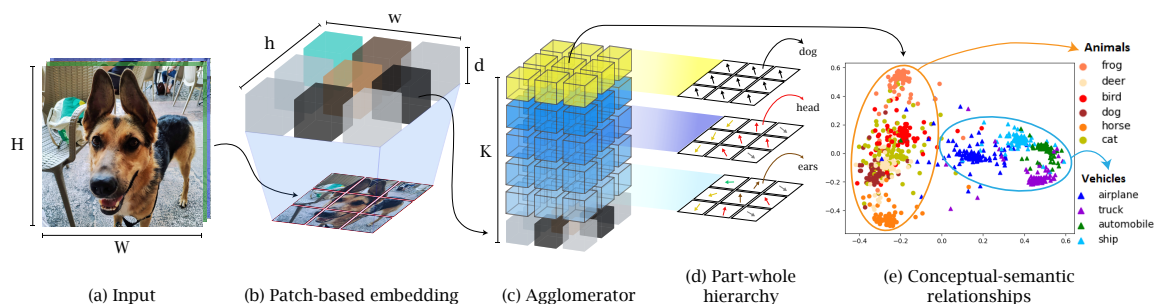 H
W
(a) Input
h
w
d
(b) Patch-based embedding
K
(c) Agglomerator
dog
head
ears
(d) Part-whole
hierarchy
0.6
0.4
0.2
0.0
−0.2
−0.4
−0.4 −0.2 0.0 0.2 0.4 0.6
Animals
frog
deer
bird
dog
horse
cat
Vehicles
airplane
truck
automobile
ship
(e) Conceptual-semantic
relationships